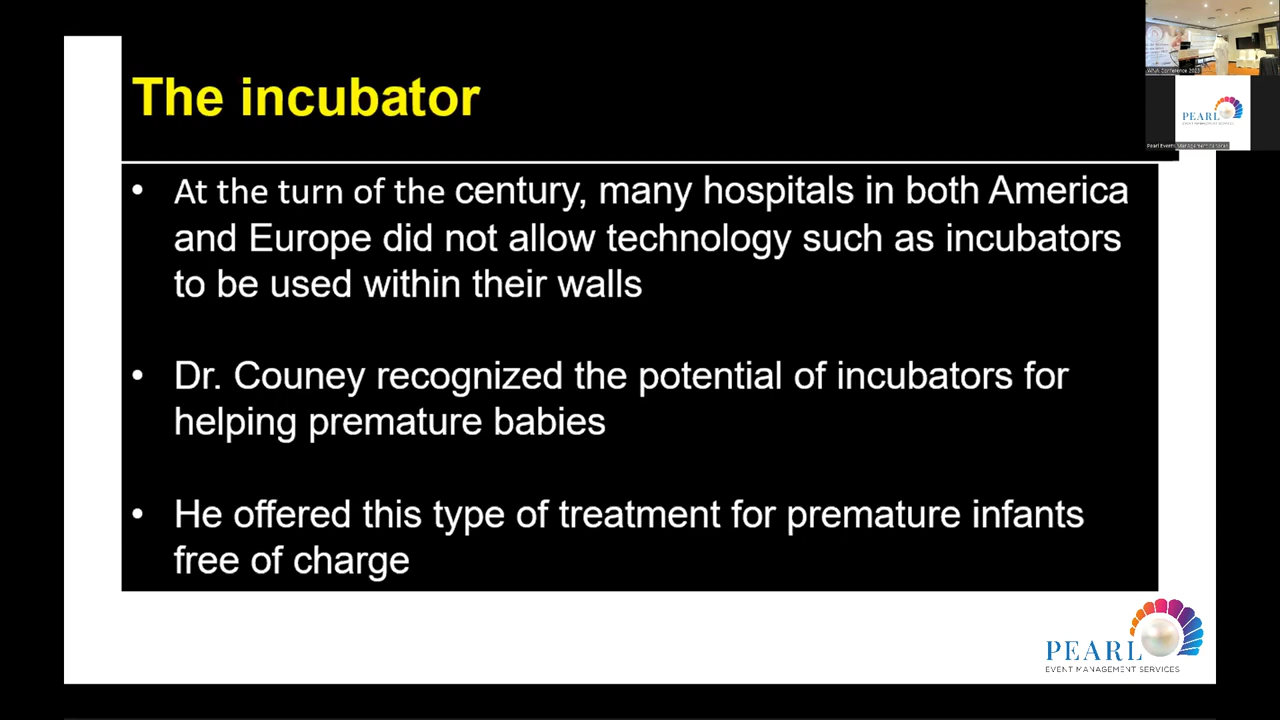 The incubator
• At the turn of the century, many hospitals in both America
and Europe did not allow technology such as incubators
to be used within their walls
• Dr. Couney recognized the potential of incubators for
helping premature babies
• He offered this type of treatment for premature infants
free of charge
PEARL
EVENT MANAGEMENT SERVICES
PEARL